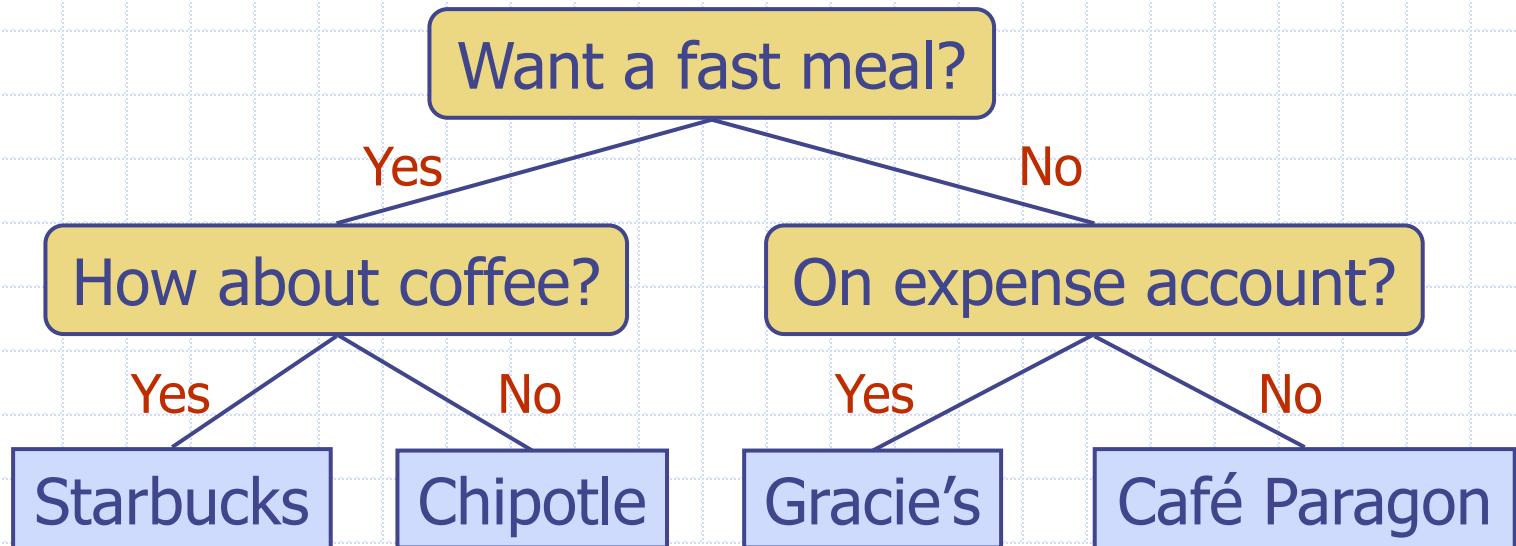 Want a fast meal?
Yes
No
How about coffee?
On expense account?
Yes
No
Yes
No
Starbucks
Chipotle
Gracie’s
Café Paragon